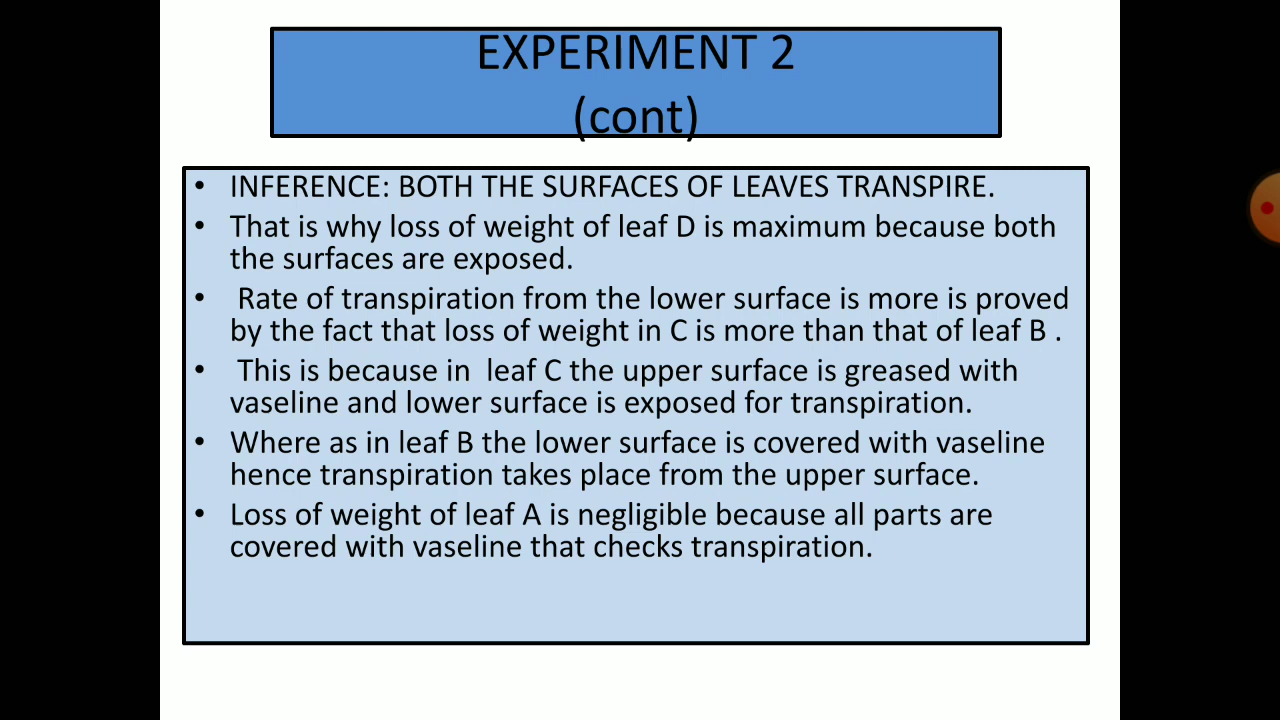 EXPERIMENT 2
(cont)
• INFERENCE: BOTH THE SURFACES OF LEAVES TRANSPIRE.
• That is why loss of weight of leaf D is maximum because both
the surfaces are exposed.
• Rate of transpiration from the lower surface is more is proved
by the fact that loss of weight in C is more than that of leaf B .
• This is because in leaf C the upper surface is greased with
vaseline and lower surface is exposed for transpiration.
• Where as in leaf B the lower surface is covered with vaseline
hence transpiration takes place from the upper surface.
• Loss of weight of leaf A is negligible because all parts are
covered with vaseline that checks transpiration.